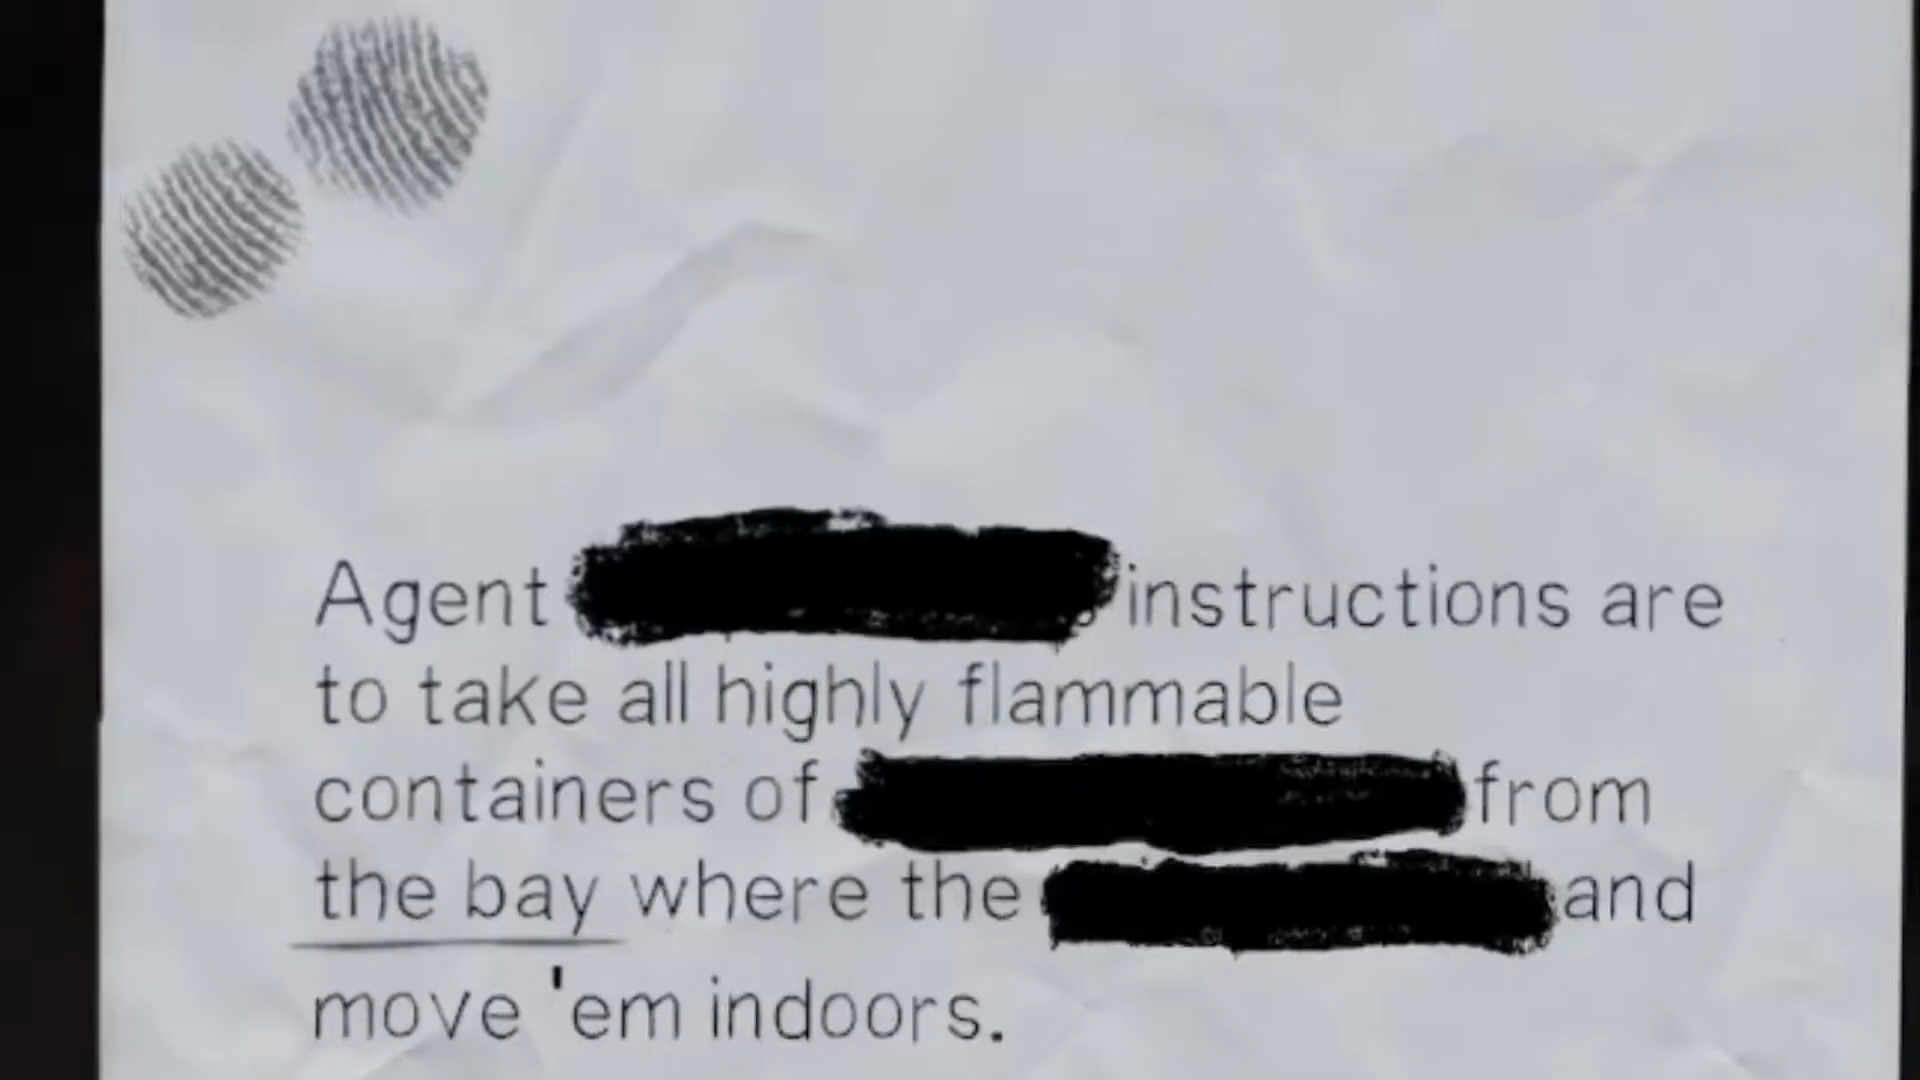 Agent instructions are
to take all highly flammable
containers of from
the bay where the and
move 'em indoors.